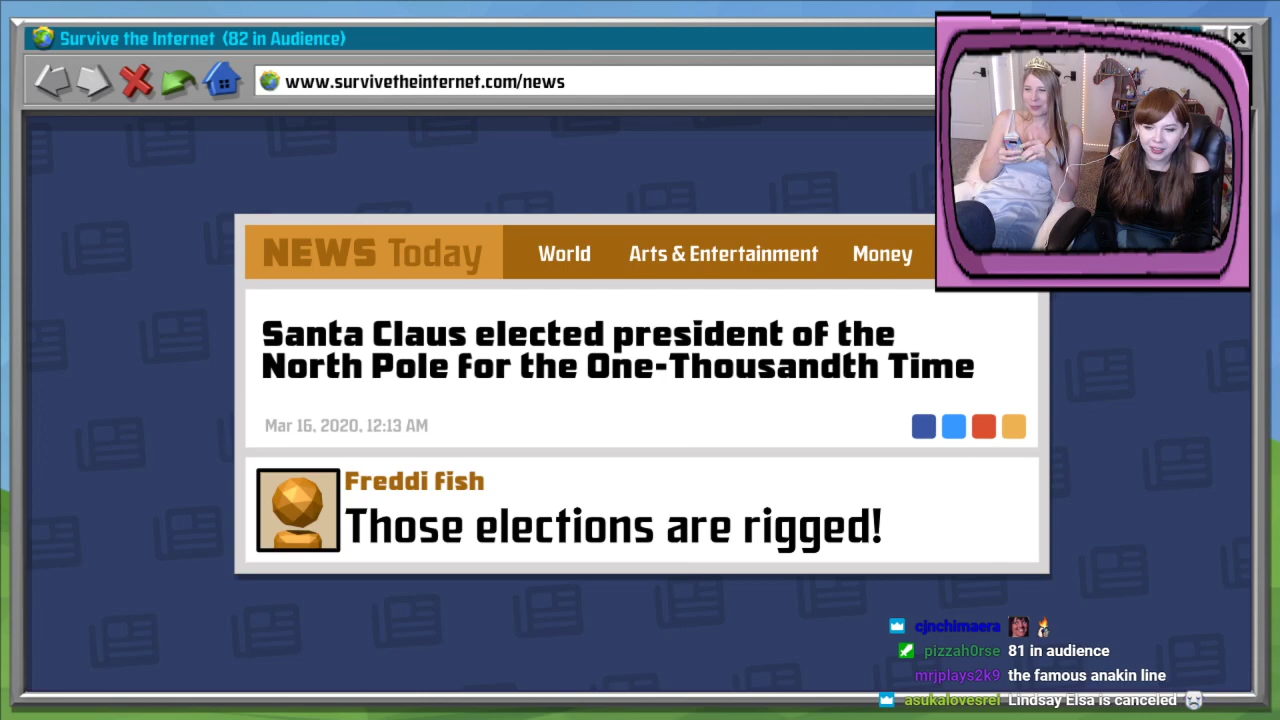 Survive the Internet (82 in Audience)
www.survivetheinternet.com/news
NEWS Today World Arts & Entertainment Money
Santa Claus elected president of the
North Pole for the One-Thousandth Time
Mar 16, 2020, 12:13 AM
Freddi fish
Those elections are rigged!
cjnchimaera
pizzah0rse 81 in audience
mrjplays2k9 the famous anakin line
asukalovesrei Lindsay Elsa is canceled